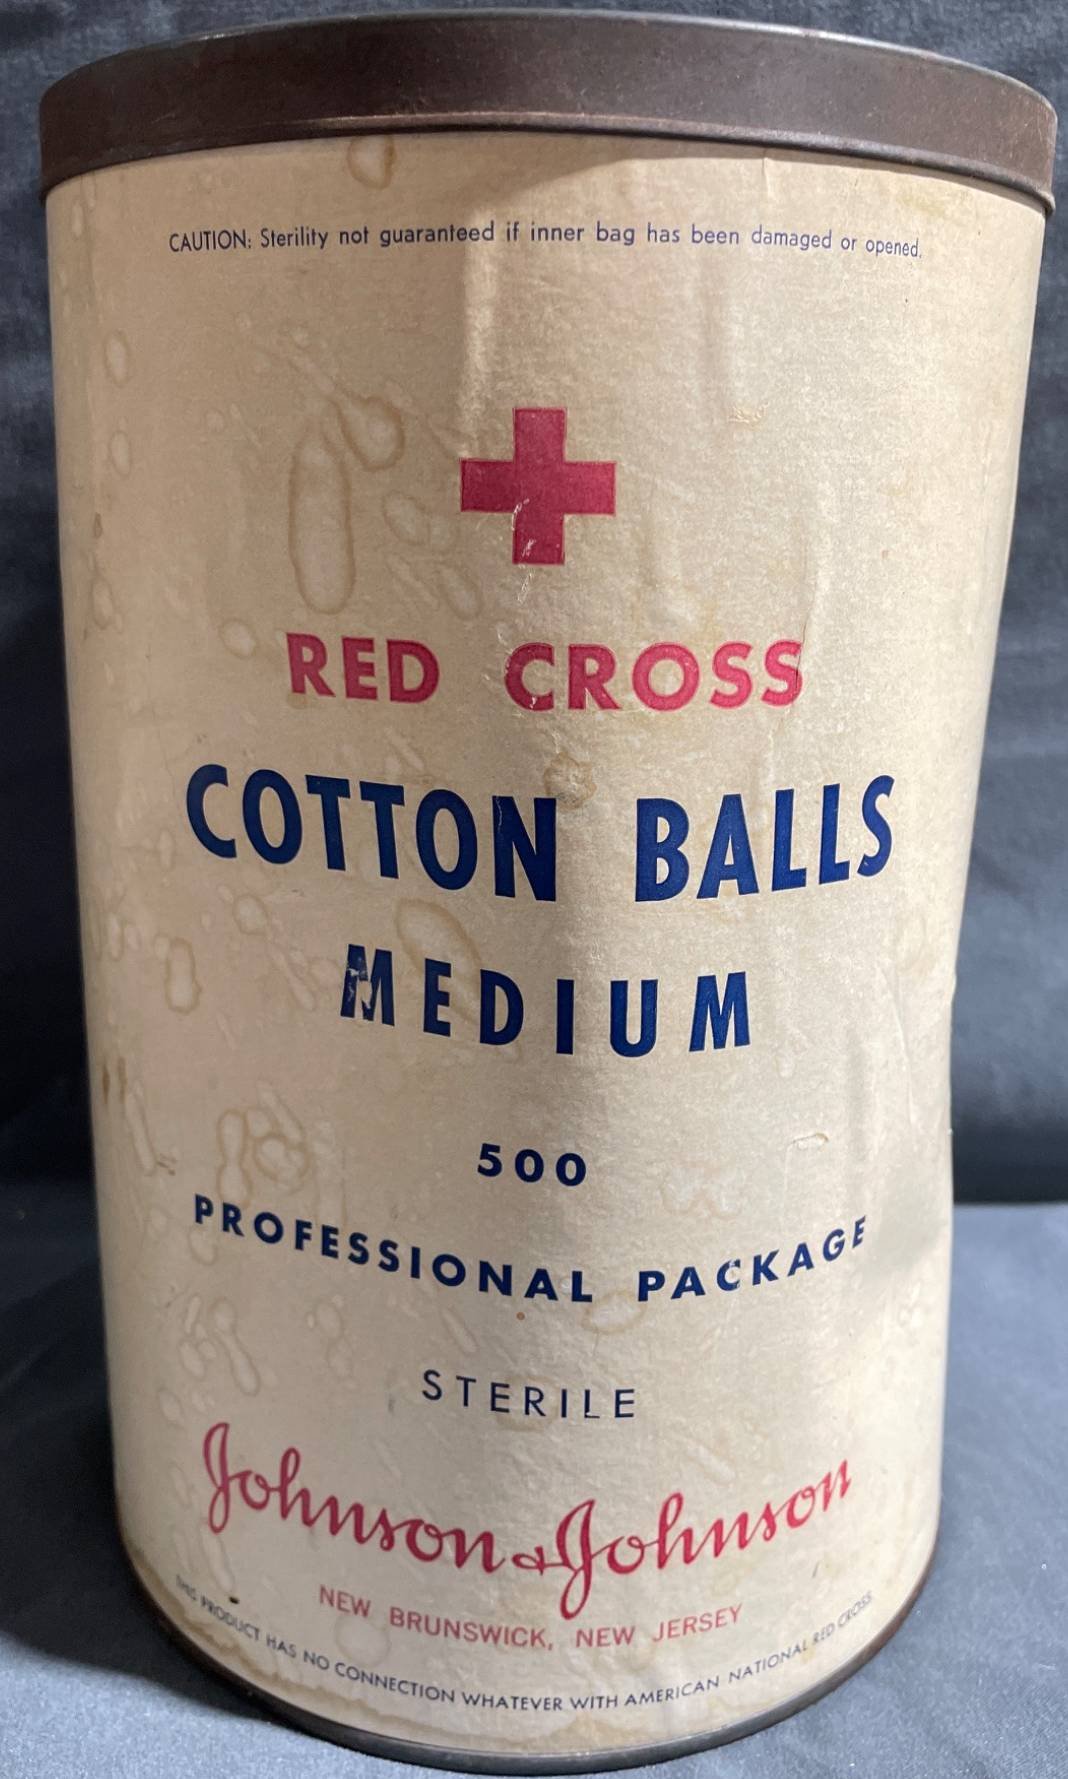 CAUTION: Sterility not guaranteed if inner bag has been damaged or opened.
RED CROSS
COTTON BALLS
MEDIUM
500
PROFESSIONAL PACKAGE
STERILE
Johnson & Johnson
NEW BRUNSWICK, NEW JERSEY
THIS PRODUCT HAS NO CONNECTION WHATEVER WITH AMERICAN NATIONAL RED CROSS